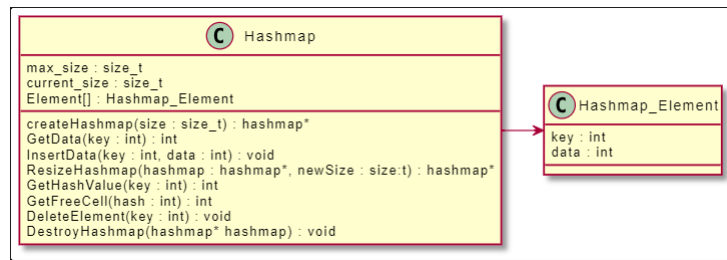 C Hashmap
max_size : size_t
current_size : size_t
Element[] : Hashmap_Element
createHashmap(size : size_t) : hashmap*
GetData(key : int) : int
InsertData(key : int, data : int) : void
ResizeHashmap(hashmap : hashmap*, newSize : size:t) : hashmap*
GetHashValue(key : int) : int
GetFreeCell(hash : int) : int
DeleteElement(key : int) : void
DestroyHashmap(hashmap* hashmap) : void
C Hashmap_Element
key : int
data : int